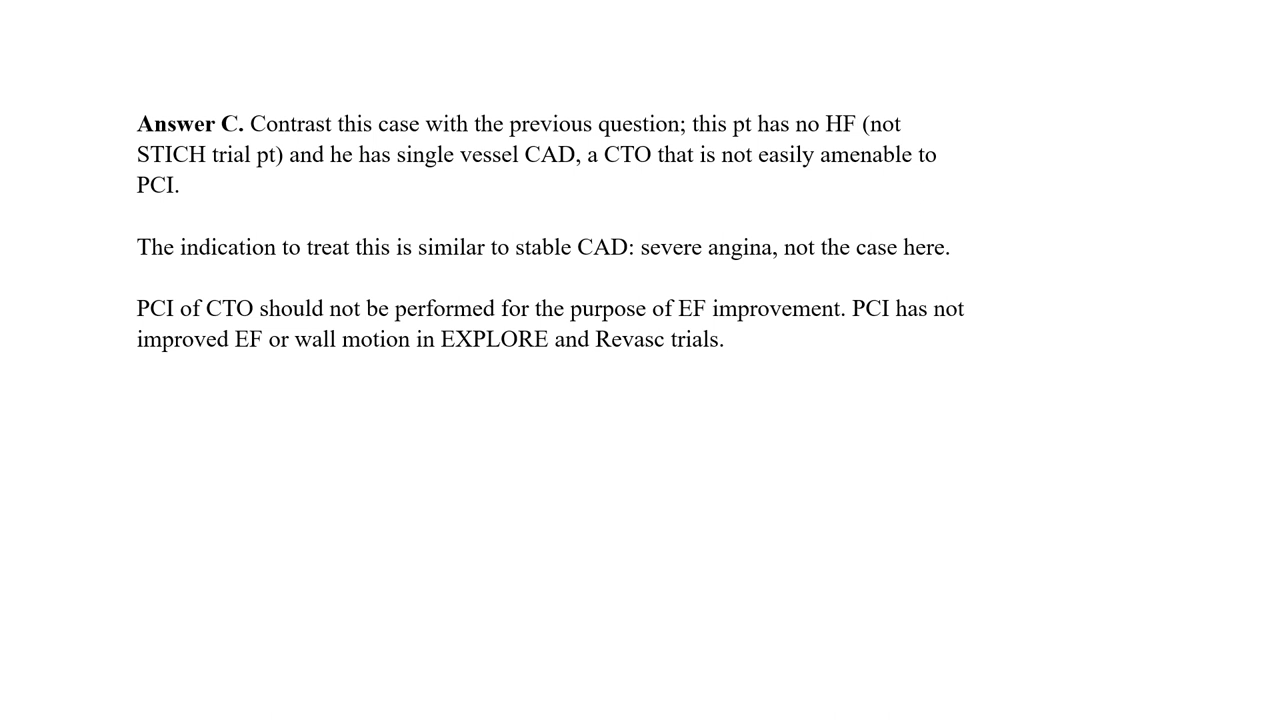 Answer C. Contrast this case with the previous question; this pt has no HF (not
STICH trial pt) and he has single vessel CAD, a CTO that is not easily amenable to
PCI.
The indication to treat this is similar to stable CAD: severe angina, not the case here.
PCI of CTO should not be performed for the purpose of EF improvement. PCI has not
improved EF or wall motion in EXPLORE and Revasc trials.